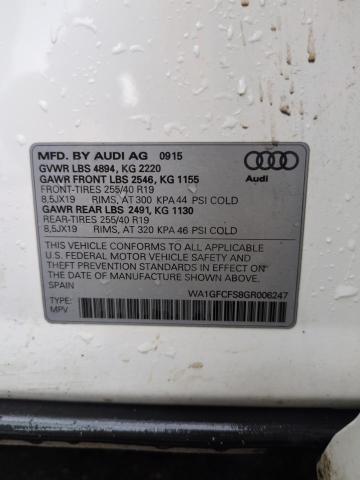 MFD. BY AUDI AG 0915
GVWR LBS 4894, KG 2220
GAWR FRONT LBS 2546, KG 1155
FRONT-TIRES 255/40 R19
8,5JX19 RIMS, AT 300 KPA 44 PSI COLD
GAWR REAR LBS 2491, KG 1130
REAR-TIRES 255/40 R19
8,5JX19 RIMS, AT 320 KPA 46 PSI COLD
Audi
THIS VEHICLE CONFORMS TO ALL APPLICABLE
U.S. FEDERAL MOTOR VEHICLE SAFETY AND
THEFT PREVENTION STANDARDS IN EFFECT ON
THE DATE OF MANUFACTURE SHOWN ABOVE.
SPAIN
TYPE:
MPV
WA1GFCFS8GR006247